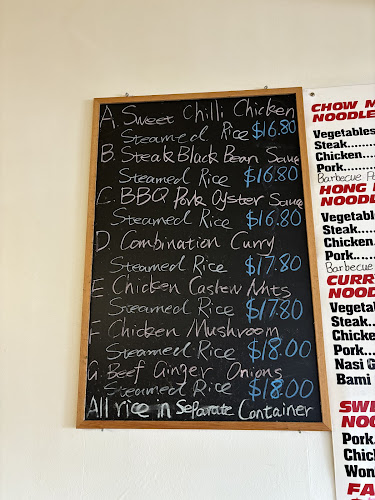 A. Sweet Chilli Chicken
Steamed Rice $16.80
B. Steak Black Bean Sauce
Steamed Rice $16.80
C. BBQ Pork Oyster Sauce
Steamed Rice $16.80
D. Combination Curry
Steamed Rice $17.80
E Chicken Cashew Nuts
Steamed Rice $17.80
F. Chicken Mushroom
Steamed Rice $18.00
G. Beef Ginger Onions
Steamed Rice $18.00
All rice in Separate Container
CHOW M
NOODLE
Vegetables
Steak....
Chicken....
Pork....
Barbecue Po
HONG
NOODL
Vegetabl
Steak....
Chicken.
Pork....
Barbecue
CURR
NOOD
Vegetal
Steak..
Chicke
Pork...
Nasi G
Bami
SWE
NOO
Pork.
Chic
Won
FA